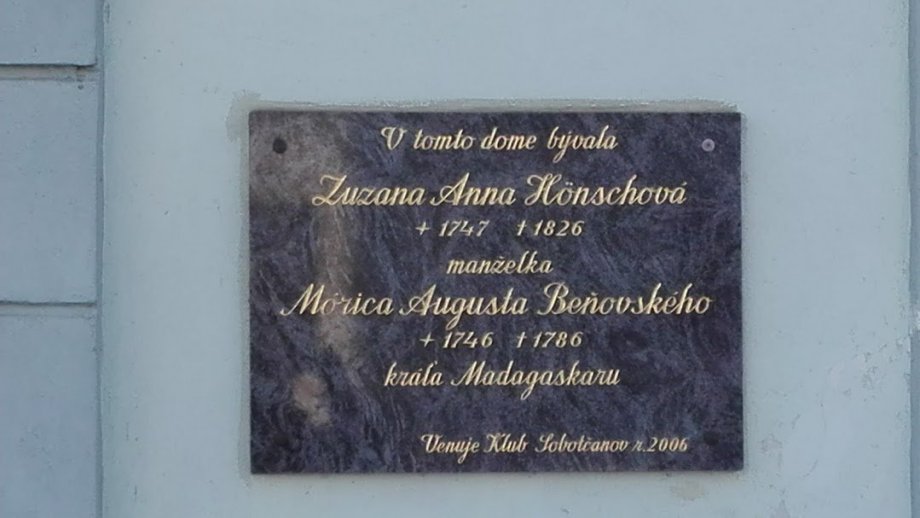 V tomto dome bývala
Zuzana Anna Hönschová
+ 1747 † 1826
manželka
Mórica Augusta Beňovského
+ 1746 † 1786
kráľa Madagaskaru
Venuje Klub Sobotčanov r. 2006